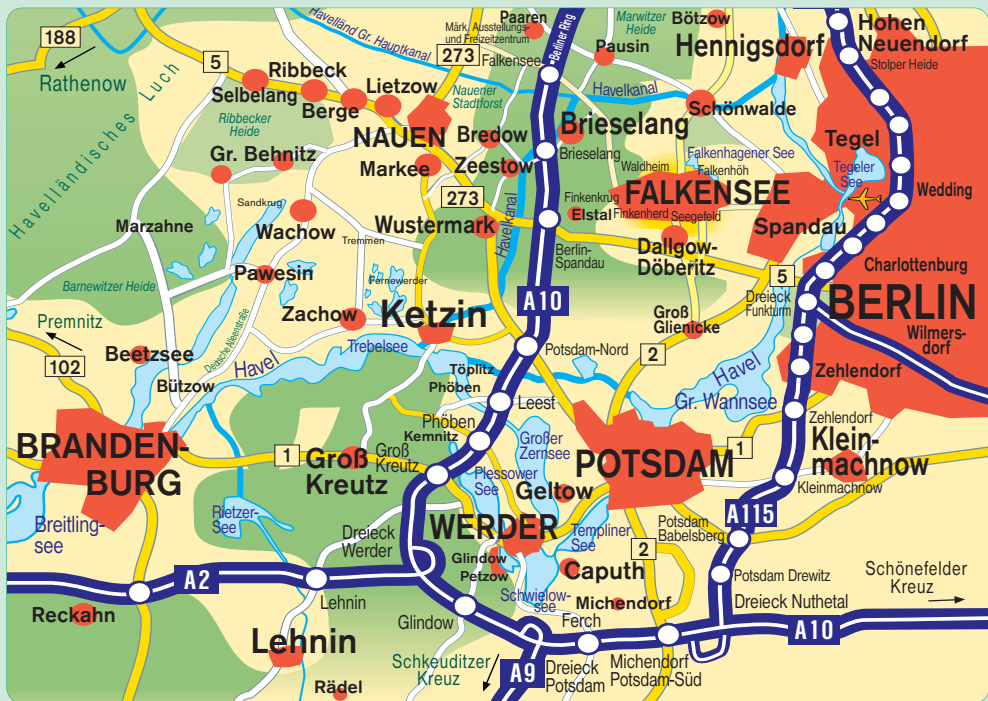 188
Rathenow
Havelländisches Luch
5
Ribbeck
Selbelang
Berge
Lietzow
Ribbecker
Heide
Gr. Behnitz
Havelländ Gr. Hauptkanal
Märk. Ausstellungs-
und Freizeitzentrum
273
Falkensee
Paaren
Berliner Ring
Marwitzer
Heide
Bötzow
Pausin
Hennigsdorf
Hohen
Neuendorf
Stolper Heide
Nauener
Stadtforst
NAUEN
Bredow
Markee
Zeestow
Havelkanal
Schönwalde
Brieselang
Brieselang
Waldheim
Falkenhagener See
Falkenhöh
Tegel
Tegeler
See
Wedding
273
Wustermark
Havelkanal
Finkenkrug
Elstal
Finkenherd
Seegefeld
FALKENSEE
Spandau
Dallgow-
Döberitz
Berlin-
Spandau
Marzahne
Sandkrug
Wachow
Tremmen
Pawesin
Fernewerder
Barnewitzer Heide
Zachow
Ketzin
A10
5
Dreieck
Funkturm
Charlottenburg
BERLIN
Wilmers-
dorf
Groß
Glienicke
Premnitz
102
Beetzsee
Deutsche Alleenstraße
Bützow
Havel
Trebelsee
Potsdam-Nord
2
Töplitz
Phöben
Leest
Havel
Gr. Wannsee
Zehlendorf
Zehlendorf
Phöben
Kemnitz
BRANDEN-
BURG
1
Groß
Kreutz
Groß
Kreutz
Großer
Zernsee
Plessower
See
Geltow
POTSDAM
1
Klein-
machnow
Kleinmachnow
Breitling-
see
Rietzer-
See
Dreieck
Werder
WERDER
Templiner
See
2
Potsdam
Babelsberg
A115
Glindow
Petzow
Caputh
Potsdam Drewitz
Schönefelder
Kreuz
A2
Lehnin
Schwielow-
see
Michendorf
Dreieck Nuthetal
Reckahn
Glindow
Ferch
A10
Lehnin
Schkeuditzer
Kreuz
A9
Dreieck
Potsdam
Michendorf
Potsdam-Süd
Rädel